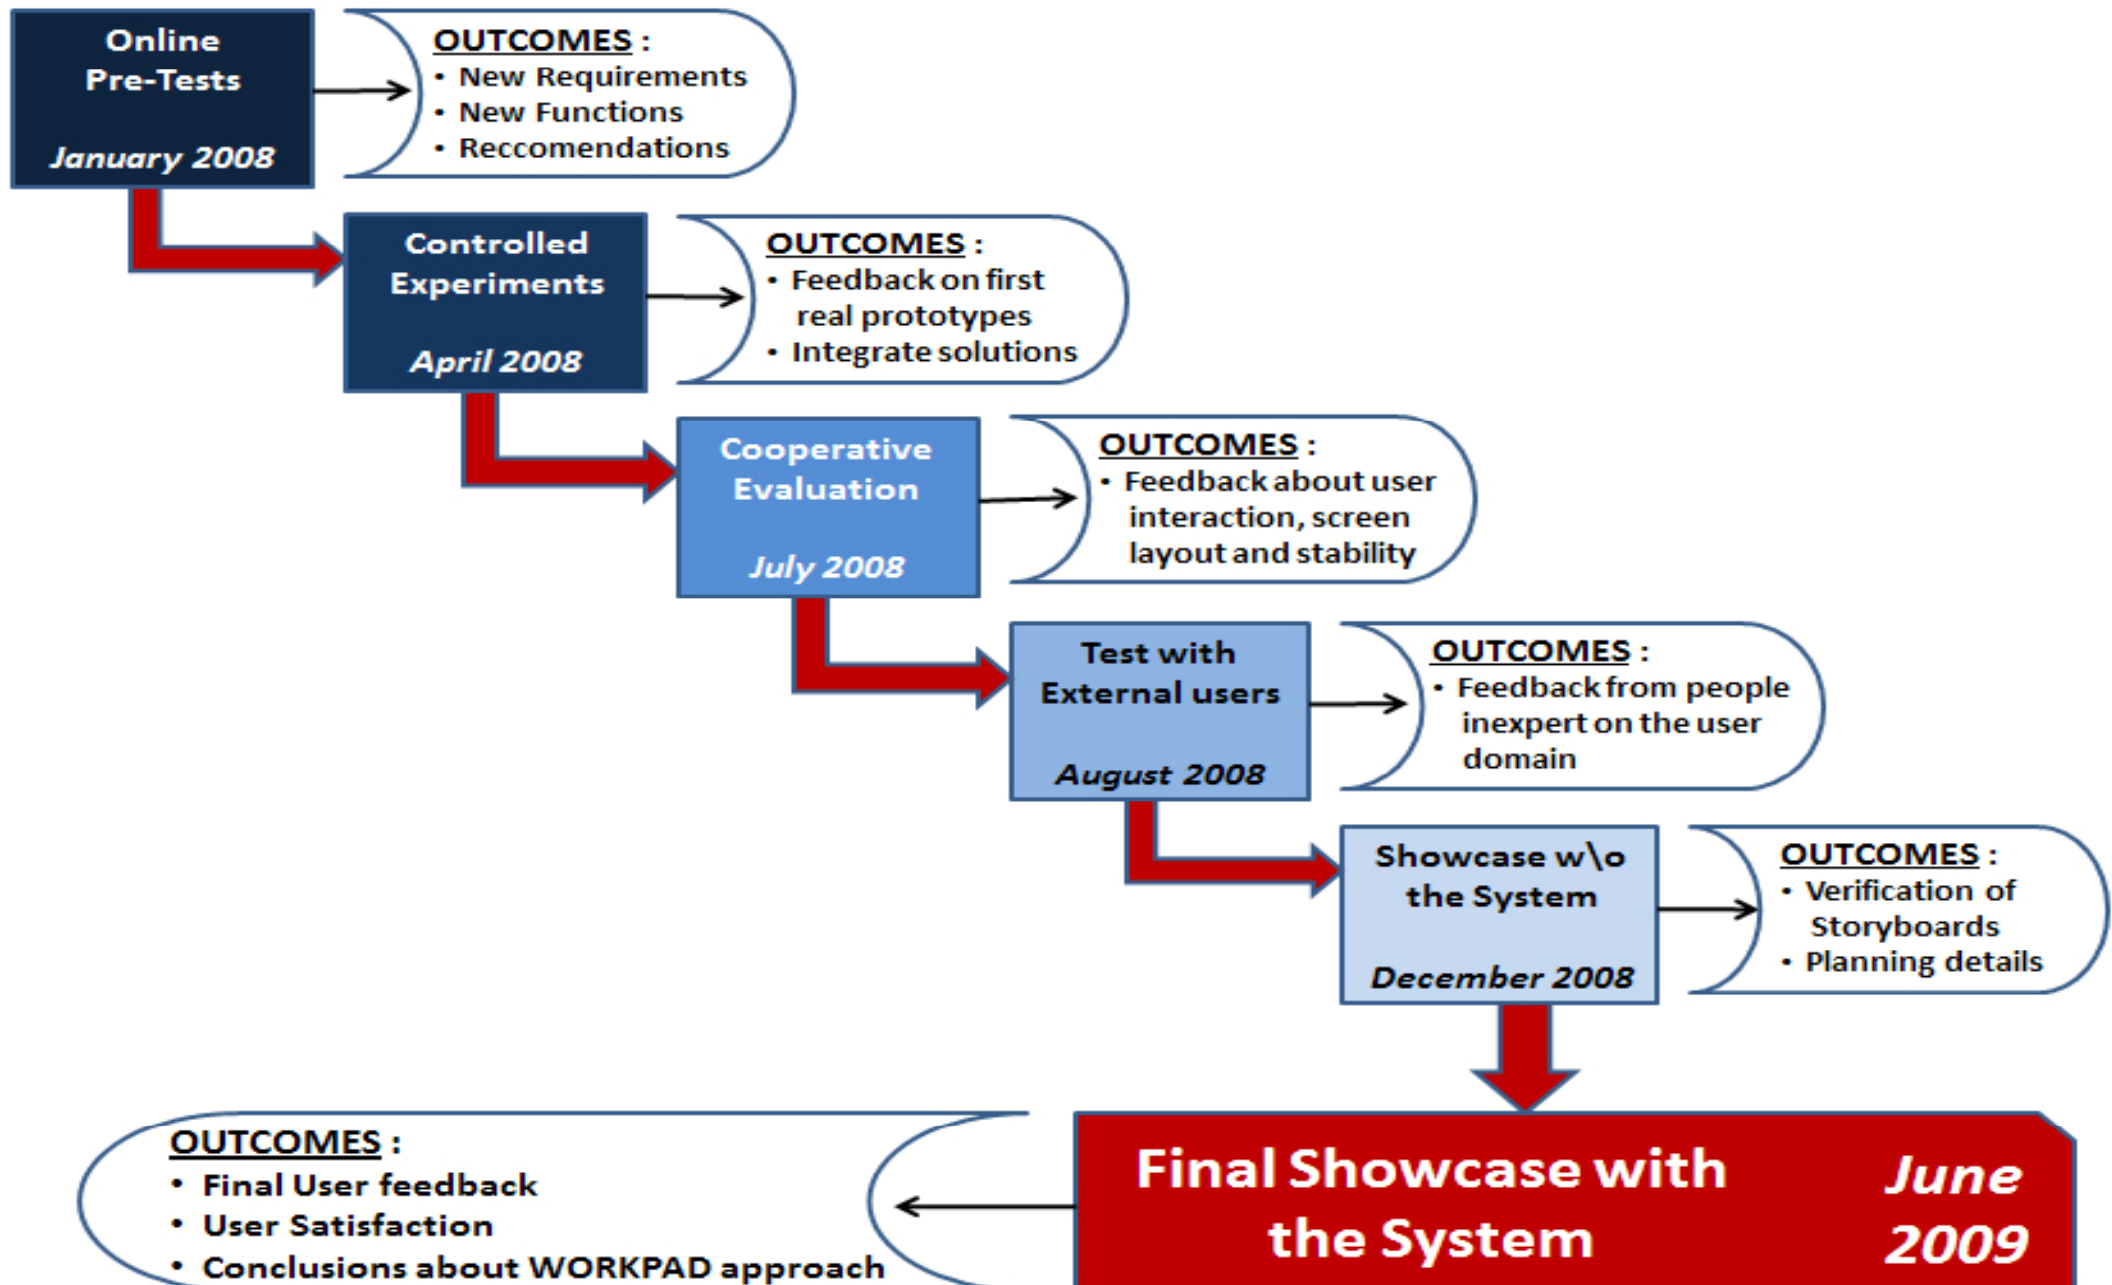 Online
Pre-Tests
January 2008
OUTCOMES :
• New Requirements
• New Functions
• Reccomendations
Controlled
Experiments
April 2008
OUTCOMES :
• Feedback on first
real prototypes
• Integrate solutions
Cooperative
Evaluation
July 2008
OUTCOMES :
• Feedback about user
interaction, screen
layout and stability
Test with
External users
August 2008
OUTCOMES :
• Feedback from people
inexpert on the user
domain
Showcase w\o
the System
December 2008
OUTCOMES :
• Verification of
Storyboards
• Planning details
Final Showcase with
the System
June
2009
OUTCOMES :
• Final User feedback
• User Satisfaction
• Conclusions about WORKPAD approach